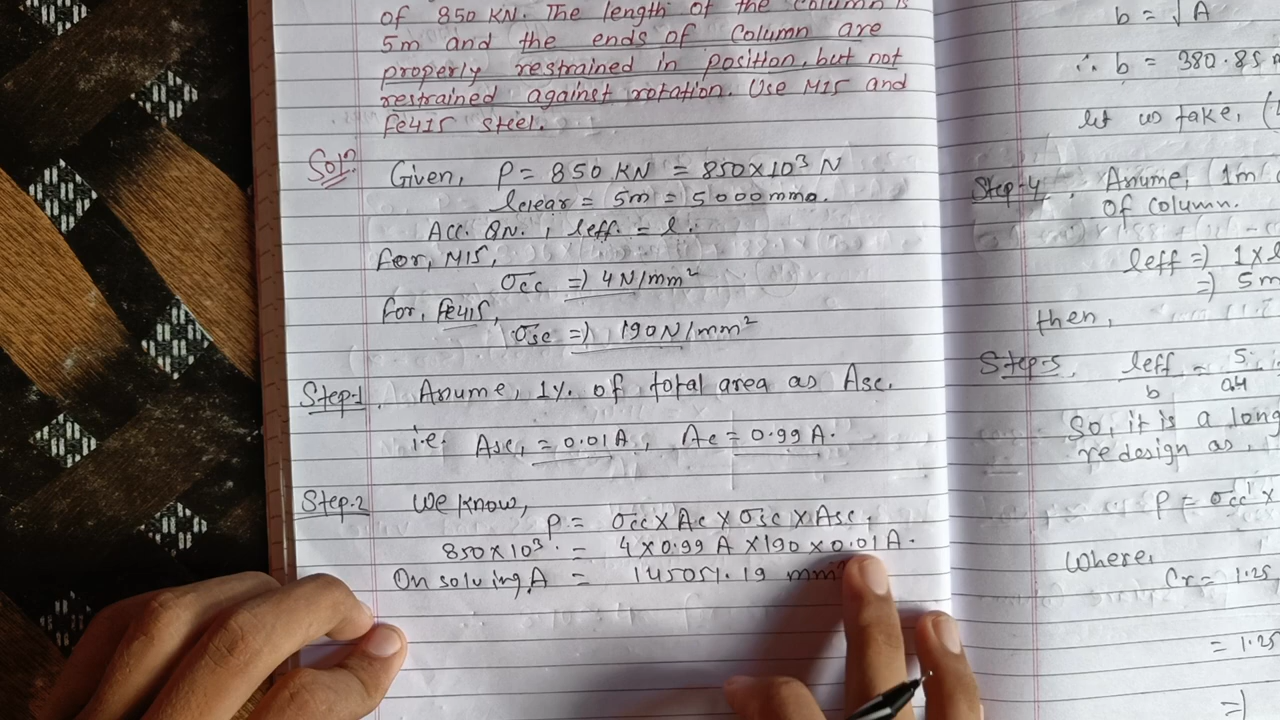 of 850 KN. The length of the column is
5m and the ends of column are
properly restrained in position, but not
restrained against rotation. Use M15 and
Fe415 steel.
Soln.
Given, P = 850 KN = 850×10³ N
lclear = 5m = 5000mm.
Acc. QN., leff. = l.
For, M15,
σcc =) 4 N/mm²
For, Fe415,
σsc =) 190 N/mm²
Step-1. Assume, 1%. of total area as Asc.
i.e, Asc, = 0.01A, Ac = 0.99 A.
Step-2 We know,
P = σcc × Ac × σsc × Asc.
850×10³. = 4×0.99 A ×190 ×0.01A.
On solving, A = 145051.19 mm²
b = √A
∴ b = 380.85
let us take,
Step-4. Assume, (1m
of column.
leff =) 1×l
=) 5m
then,
Step-5. leff/b = 5/0.4
So, it is a long
redesign as,
P = σcc' ×
Where,
Cr = 1.25
= 1.25
=)